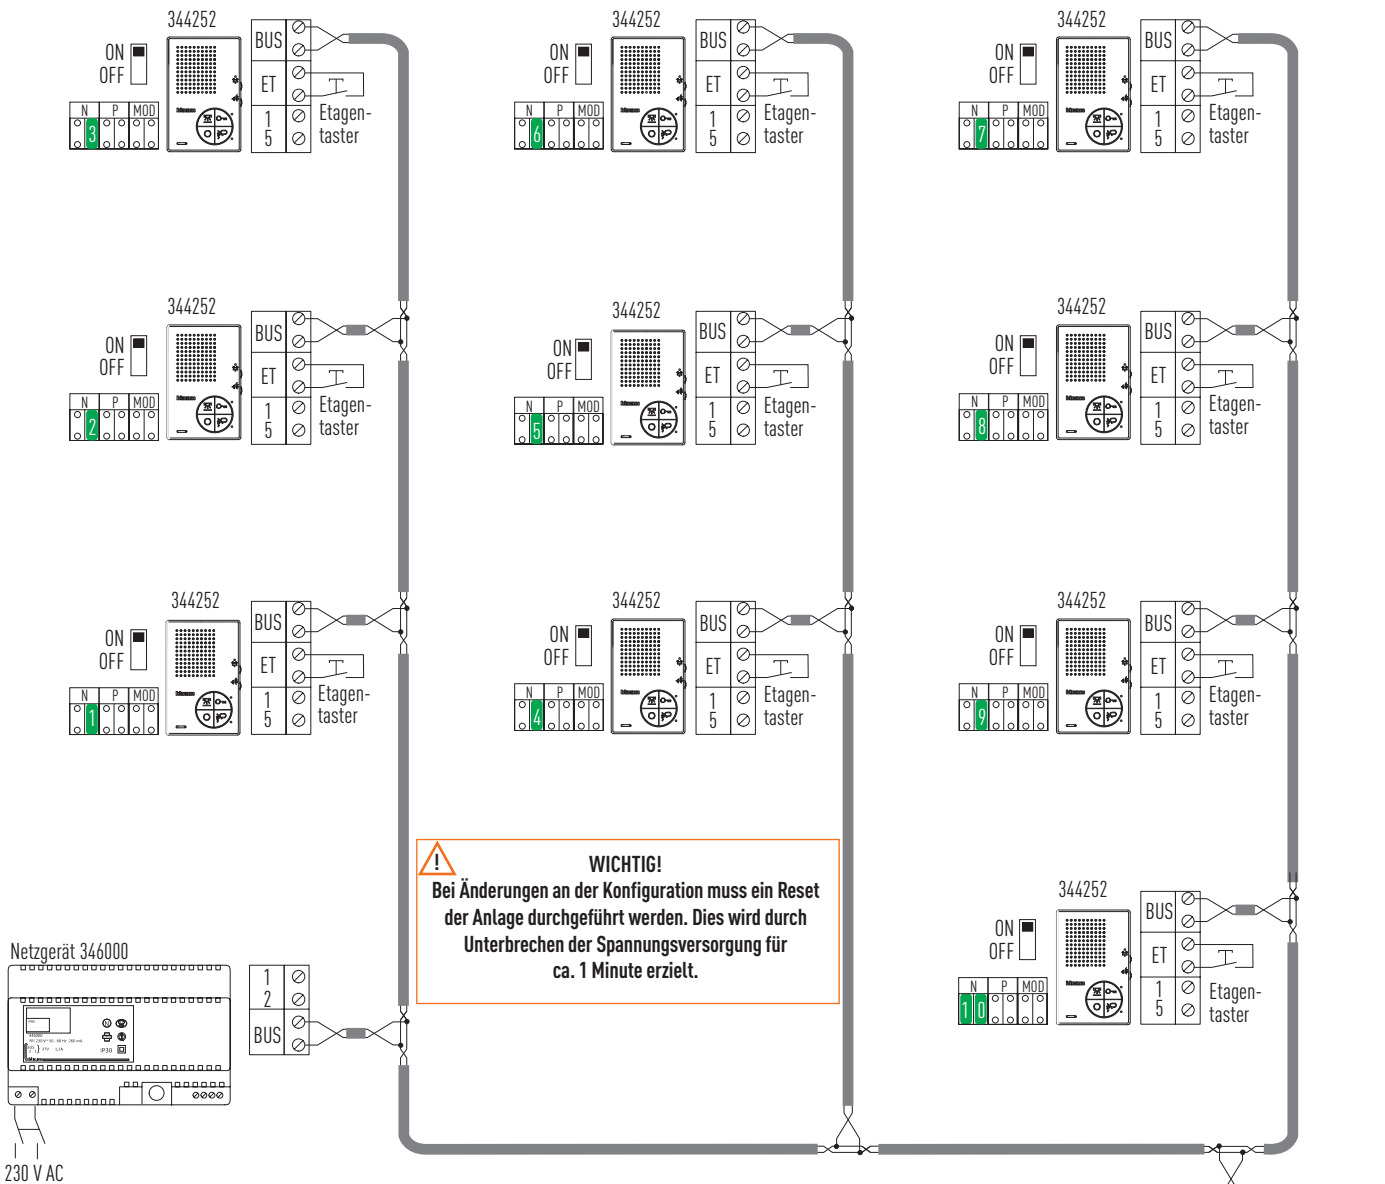 344252
ON
OFF
N P MOD
3
BUS
ET
1
5
Etagen-
taster
344252
ON
OFF
N P MOD
6
BUS
ET
1
5
Etagen-
taster
344252
ON
OFF
N P MOD
7
BUS
ET
1
5
Etagen-
taster
344252
ON
OFF
N P MOD
2
BUS
ET
1
5
Etagen-
taster
344252
ON
OFF
N P MOD
5
BUS
ET
1
5
Etagen-
taster
344252
ON
OFF
N P MOD
8
BUS
ET
1
5
Etagen-
taster
344252
ON
OFF
N P MOD
1
BUS
ET
1
5
Etagen-
taster
344252
ON
OFF
N P MOD
4
BUS
ET
1
5
Etagen-
taster
344252
ON
OFF
N P MOD
9
BUS
ET
1
5
Etagen-
taster
WICHTIG!
Bei Änderungen an der Konfiguration muss ein Reset
der Anlage durchgeführt werden. Dies wird durch
Unterbrechen der Spannungsversorgung für
ca. 1 Minute erzielt.
344252
ON
OFF
N P MOD
1 0
BUS
ET
1
5
Etagen-
taster
Netzgerät 346000
1
2
BUS
IP30
230 V AC